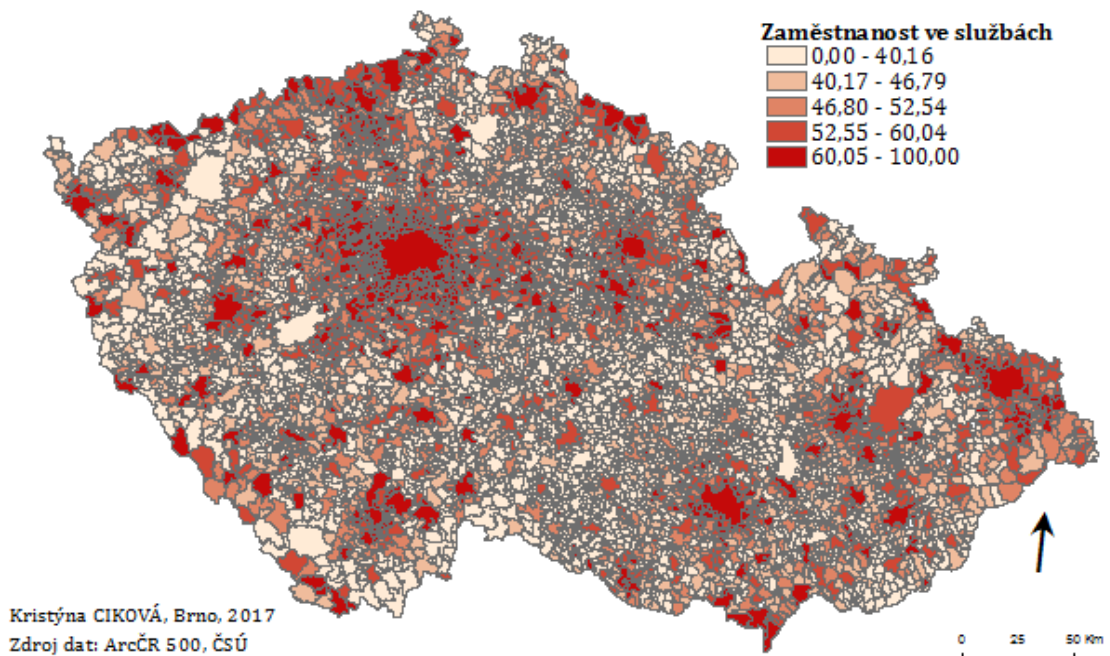 Zaměstnanost ve službách
0,00 - 40,16
40,17 - 46,79
46,80 - 52,54
52,55 - 60,04
60,05 - 100,00
Kristýna CIKOVÁ, Brno, 2017
Zdroj dat: ArcČR 500, ČSÚ
0 25 50 Km